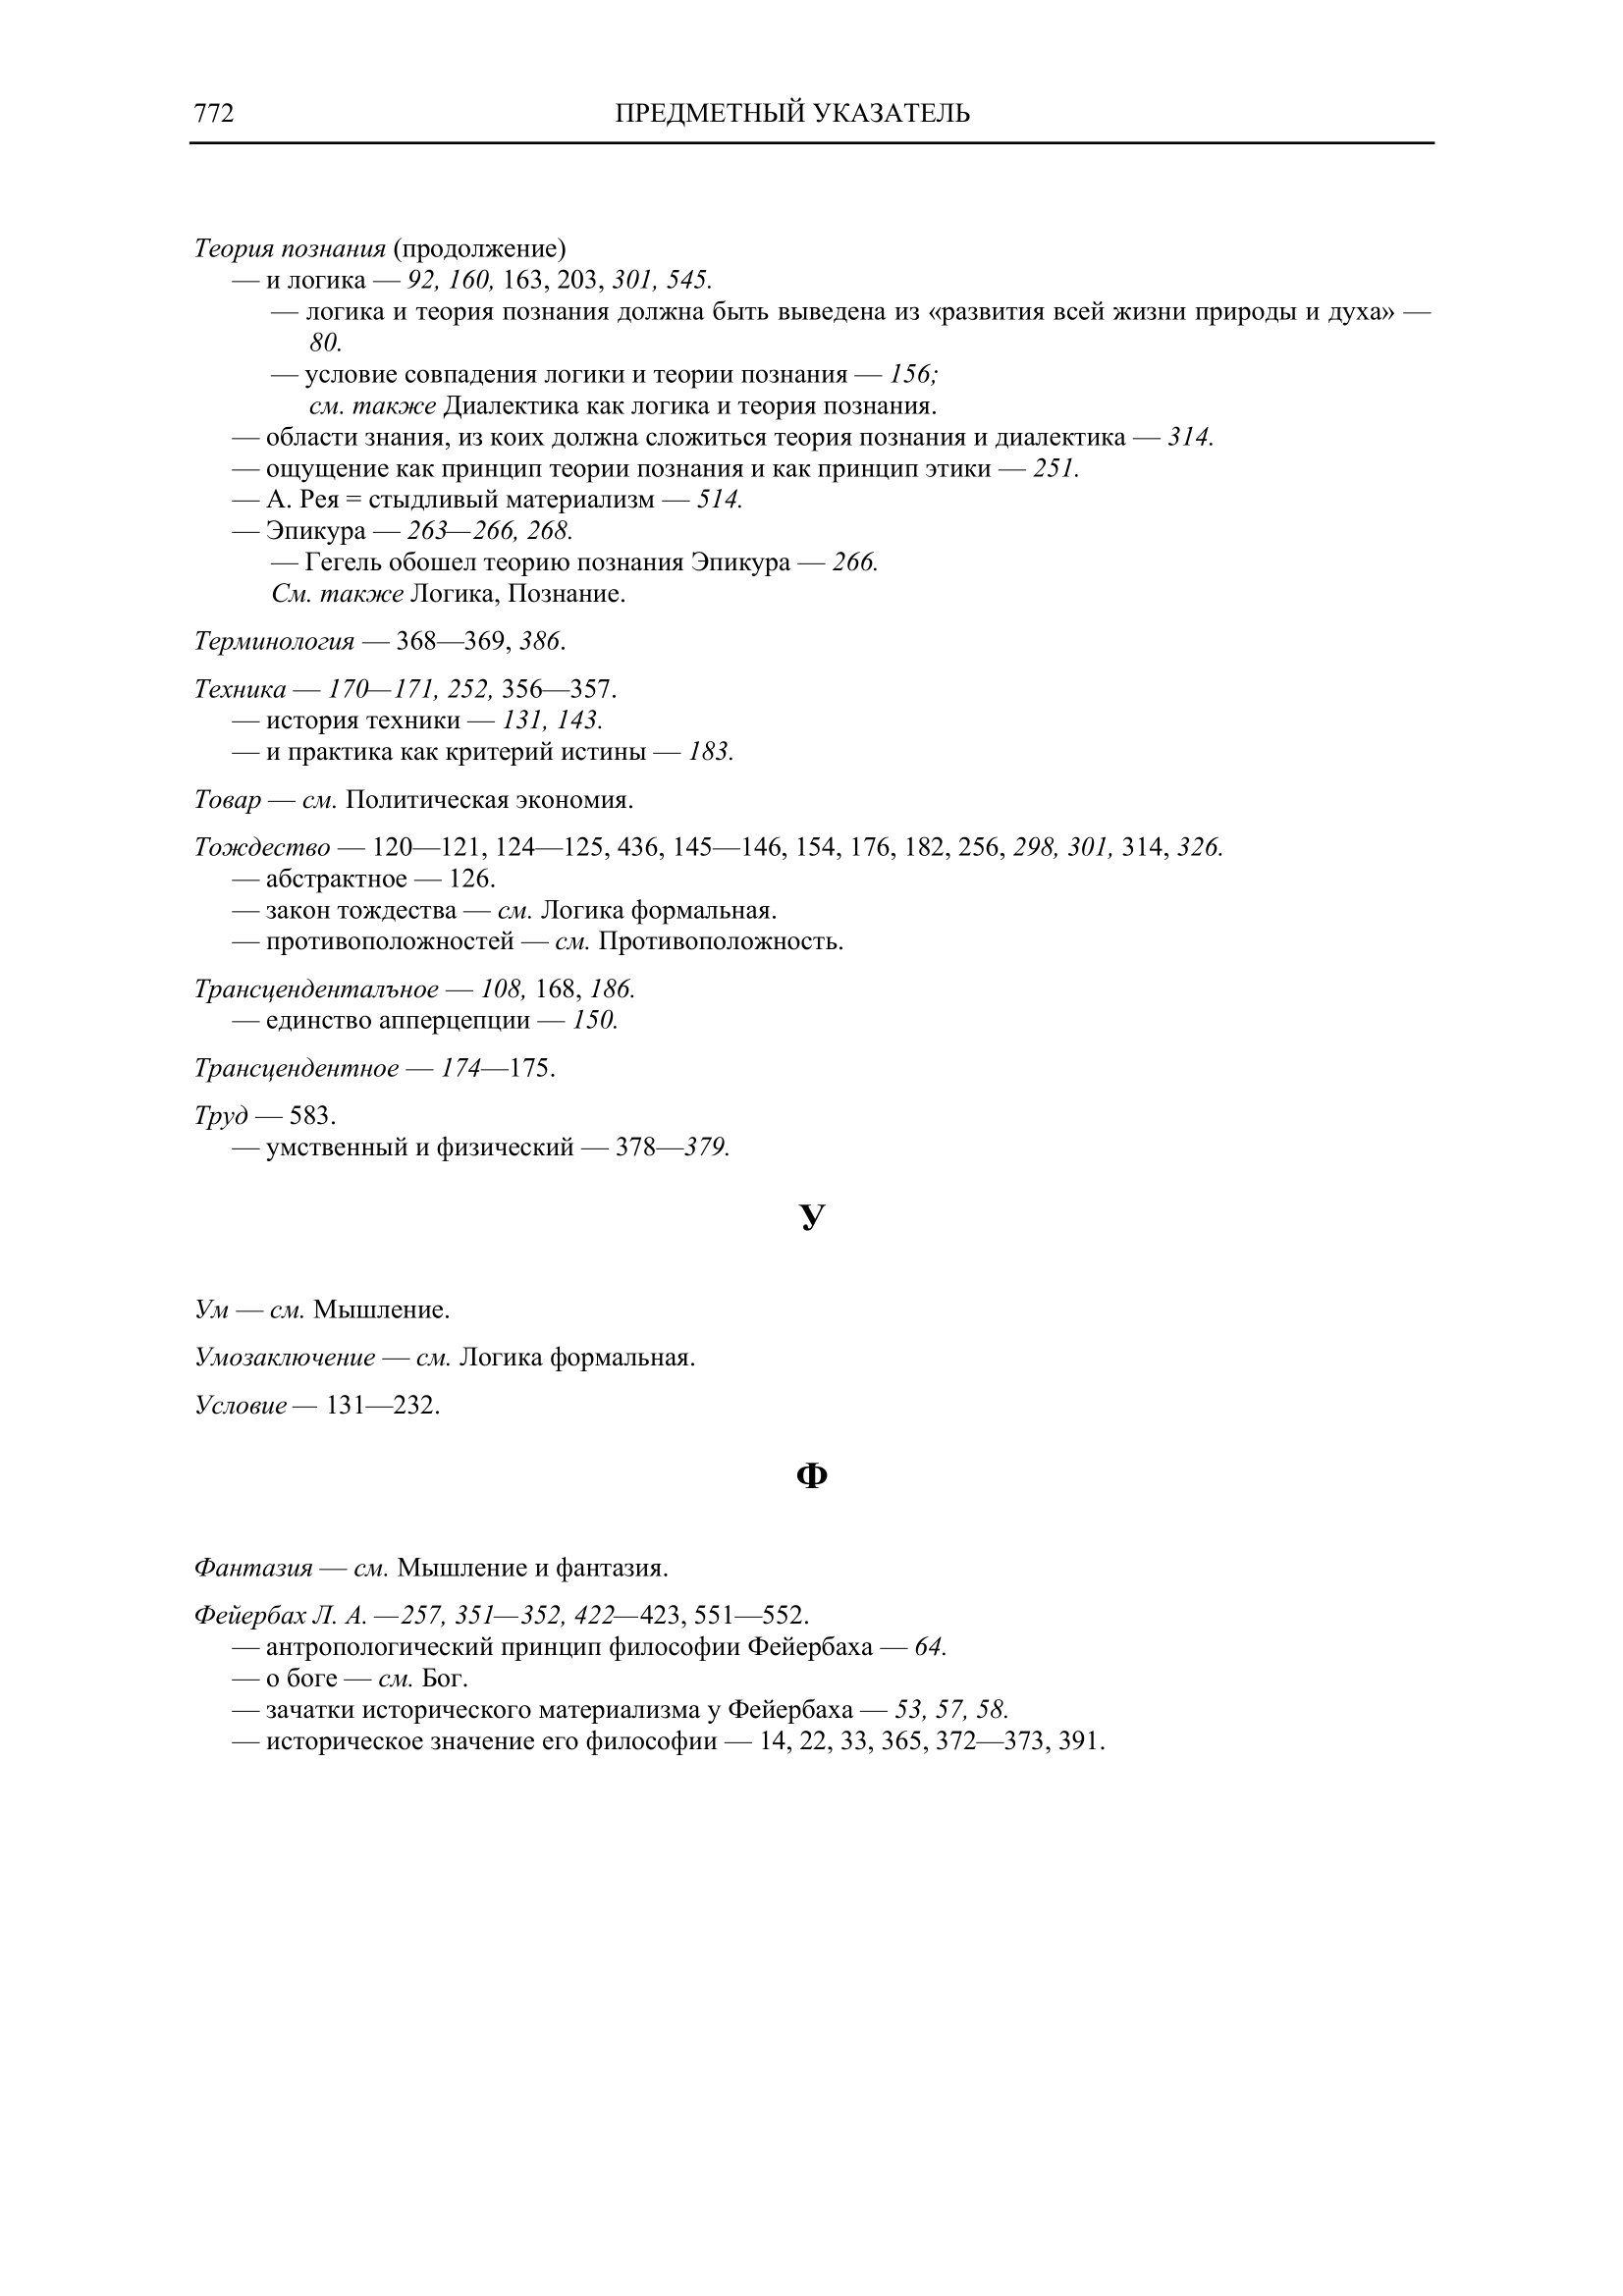 772 ПРЕДМЕТНЫЙ УКАЗАТЕЛЬ
Теория познания (продолжение)
— и логика — 92, 160, 163, 203, 301, 545.
— логика и теория познания должна быть выведена из «развития всей жизни природы и духа» —
80.
— условие совпадения логики и теории познания — 156;
см. также Диалектика как логика и теория познания.
— области знания, из коих должна сложиться теория познания и диалектика — 314.
— ощущение как принцип теории познания и как принцип этики — 251.
— А. Рея = стыдливый материализм — 514.
— Эпикура — 263—266, 268.
— Гегель обошел теорию познания Эпикура — 266.
См. также Логика, Познание.
Терминология — 368—369, 386.
Техника — 170—171, 252, 356—357.
— история техники — 131, 143.
— и практика как критерий истины — 183.
Товар — см. Политическая экономия.
Тождество — 120—121, 124—125, 436, 145—146, 154, 176, 182, 256, 298, 301, 314, 326.
— абстрактное — 126.
— закон тождества — см. Логика формальная.
— противоположностей — см. Противоположность.
Трансценденталъное — 108, 168, 186.
— единство апперцепции — 150.
Трансцендентное — 174—175.
Труд — 583.
— умственный и физический — 378—379.
У
Ум — см. Мышление.
Умозаключение — см. Логика формальная.
Условие — 131—232.
Ф
Фантазия — см. Мышление и фантазия.
Фейербах Л. А. —257, 351—352, 422—423, 551—552.
— антропологический принцип философии Фейербаха — 64.
— о боге — см. Бог.
— зачатки исторического материализма у Фейербаха — 53, 57, 58.
— историческое значение его философии — 14, 22, 33, 365, 372—373, 391.